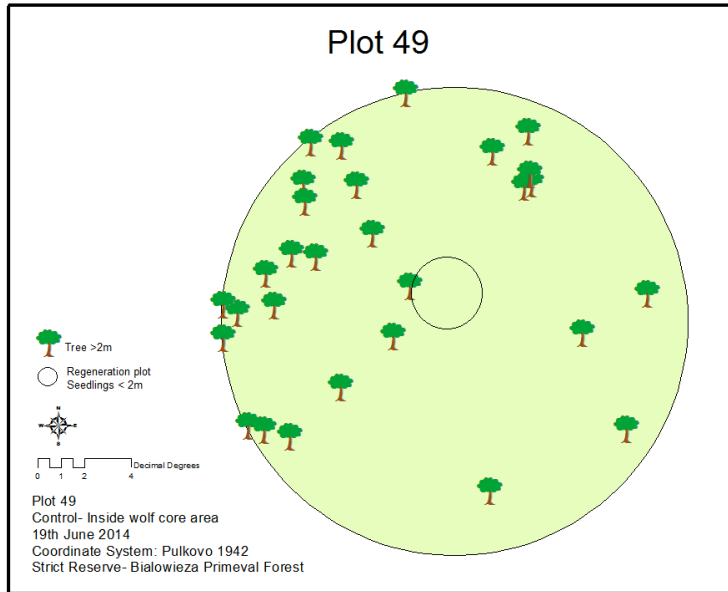 Plot 49
Tree >2m
Regeneration plot
Seedlings < 2m
N
W E
S
0 1 2 4 Decimal Degrees
Plot 49
Control- Inside wolf core area
19th June 2014
Coordinate System: Pulkovo 1942
Strict Reserve- Bialowieza Primeval Forest